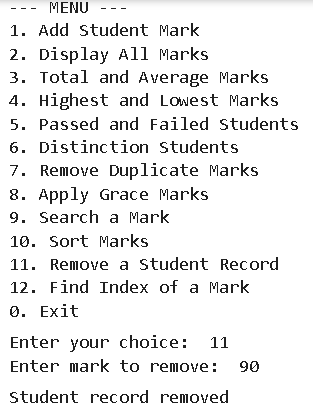 --- MENU ---
1. Add Student Mark
2. Display All Marks
3. Total and Average Marks
4. Highest and Lowest Marks
5. Passed and Failed Students
6. Distinction Students
7. Remove Duplicate Marks
8. Apply Grace Marks
9. Search a Mark
10. Sort Marks
11. Remove a Student Record
12. Find Index of a Mark
0. Exit
Enter your choice:  11
Enter mark to remove:  90
Student record removed